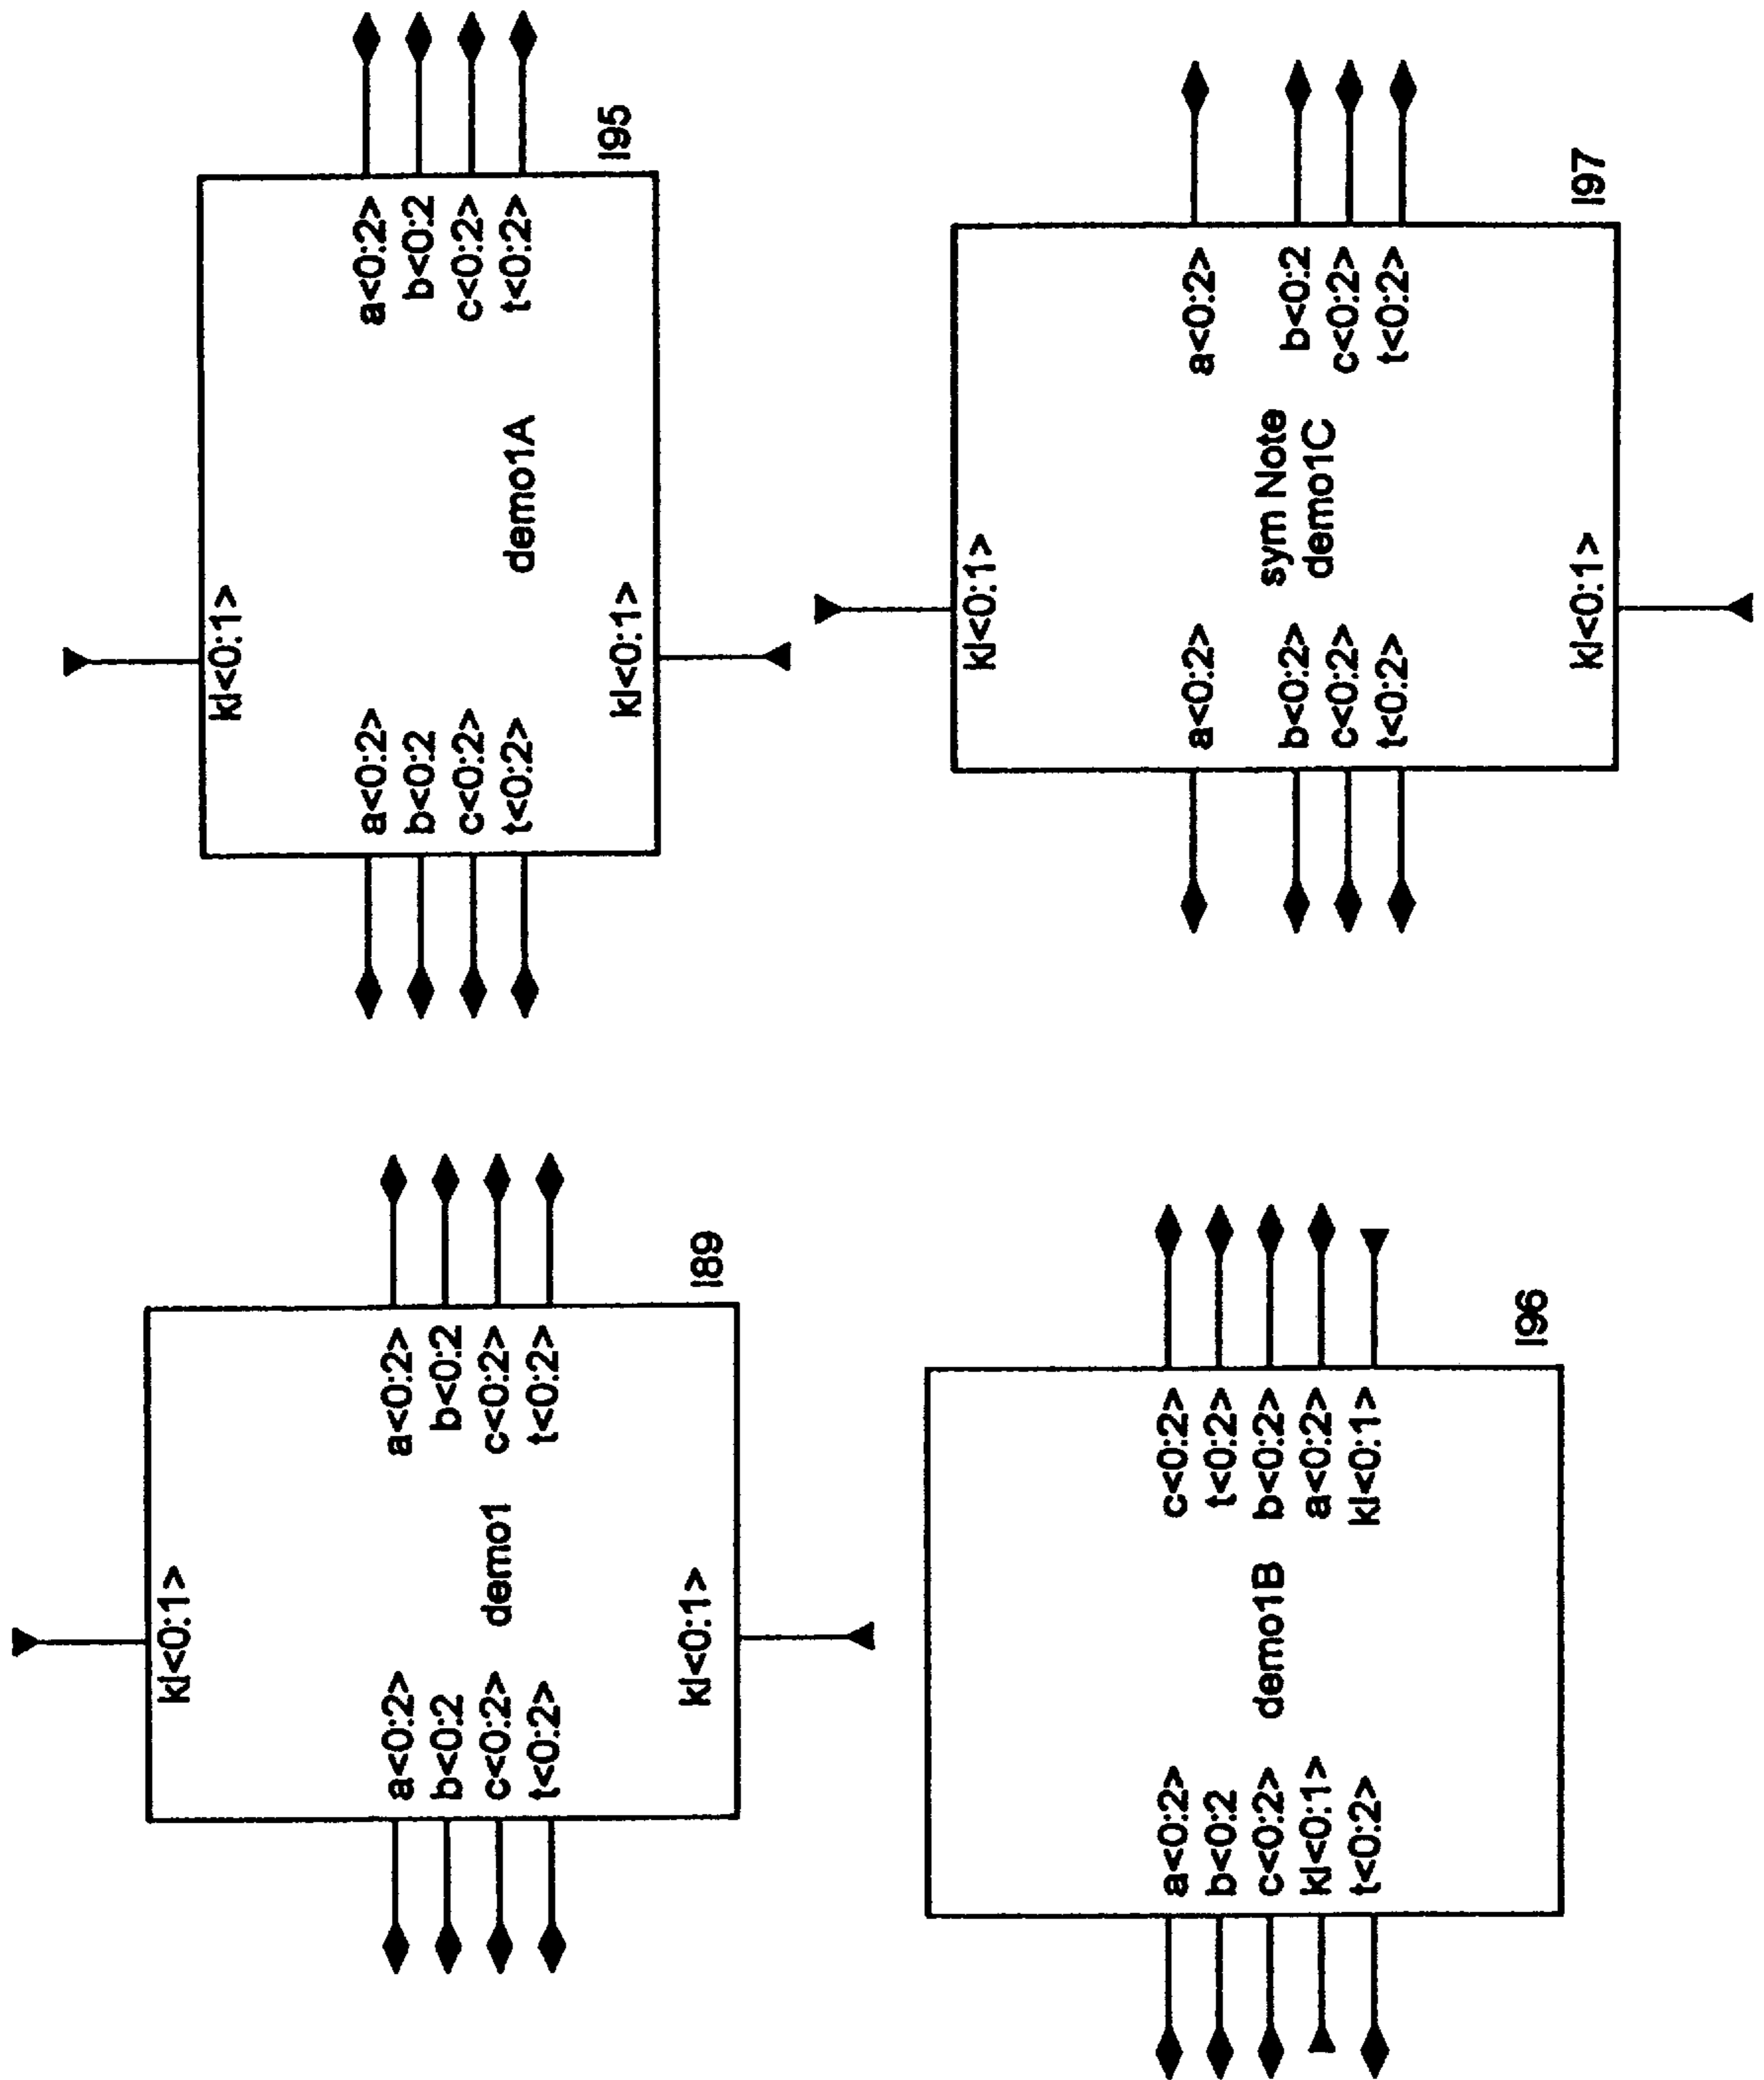 kl<0:1>
a<0:2> a<0:2>
b<0:2 b<0:2
c<0:2> demo1 c<0:2>
t<0:2> t<0:2>
kl<0:1>
I89
kl<0:1>
a<0:2> a<0:2>
b<0:2 b<0:2
c<0:2> c<0:2>
t<0:2> demo1A t<0:2>
kl<0:1>
I95
a<0:2> c<0:2>
b<0:2 t<0:2>
c<0:2> demo1B b<0:2>
kl<0:1> a<0:2>
t<0:2> kl<0:1>
I96
kl<0:1>
a<0:2> a<0:2>
sym Note
b<0:2> b<0:2
c<0:2> demo1C c<0:2>
t<0:2> t<0:2>
kl<0:1>
I97